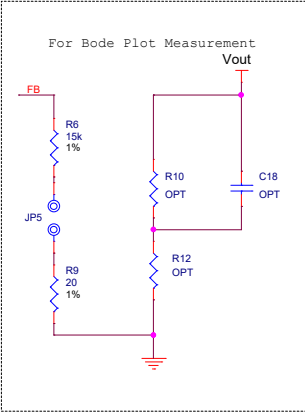 For Bode Plot Measurement
Vout
FB
R6
15k
1%
JP5
R9
20
1%
R10
OPT
C18
OPT
R12
OPT